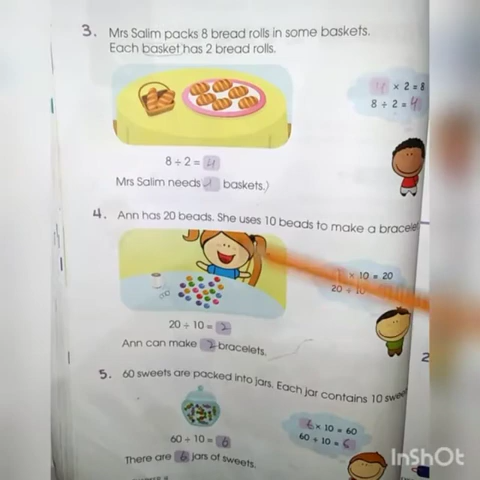 3. Mrs Salim packs 8 bread rolls in some baskets.
Each basket has 2 bread rolls.
4 × 2 = 8
8 ÷ 2 = 4
8 ÷ 2 = 4
Mrs Salim needs baskets.)
4. Ann has 20 beads. She uses 10 beads to make a bracelet
× 10 = 20
20 ÷ 10
20 ÷ 10 = 2
Ann can make 2 bracelets.
2
5. 60 sweets are packed into jars. Each jar contains 10 sweet
6 × 10 = 60
60 ÷ 10 = 6
60 ÷ 10 = 6
There are 6 jars of sweets.
InShOt